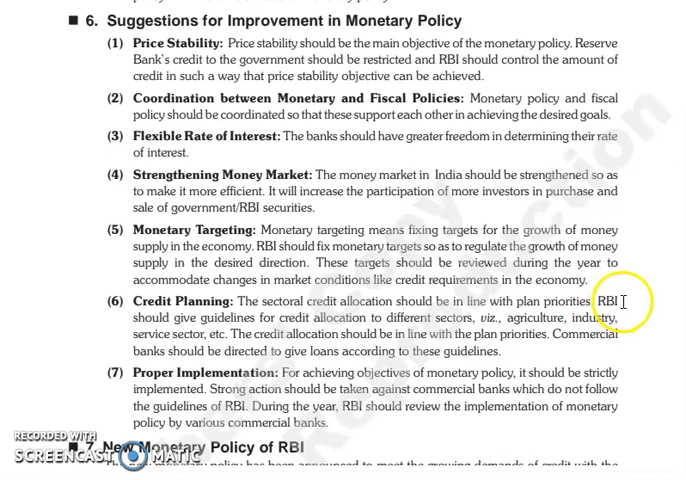 ■ 6. Suggestions for Improvement in Monetary Policy
(1) Price Stability: Price stability should be the main objective of the monetary policy. Reserve
Bank's credit to the government should be restricted and RBI should control the amount of
credit in such a way that price stability objective can be achieved.
(2) Coordination between Monetary and Fiscal Policies: Monetary policy and fiscal
policy should be coordinated so that these support each other in achieving the desired goals.
(3) Flexible Rate of Interest: The banks should have greater freedom in determining their rate
of interest.
(4) Strengthening Money Market: The money market in India should be strengthened so as
to make it more efficient. It will increase the participation of more investors in purchase and
sale of government/RBI securities.
(5) Monetary Targeting: Monetary targeting means fixing targets for the growth of money
supply in the economy. RBI should fix monetary targets so as to regulate the growth of money
supply in the desired direction. These targets should be reviewed during the year to
accommodate changes in market conditions like credit requirements in the economy.
(6) Credit Planning: The sectoral credit allocation should be in line with plan priorities. RBI
should give guidelines for credit allocation to different sectors, viz., agriculture, industry,
service sector, etc. The credit allocation should be in line with the plan priorities. Commercial
banks should be directed to give loans according to these guidelines.
(7) Proper Implementation: For achieving objectives of monetary policy, it should be strictly
implemented. Strong action should be taken against commercial banks which do not follow
the guidelines of RBI. During the year, RBI should review the implementation of monetary
policy by various commercial banks.
■ 7. New Monetary Policy of RBI
RECORDED WITH
SCREENCAST MATIC